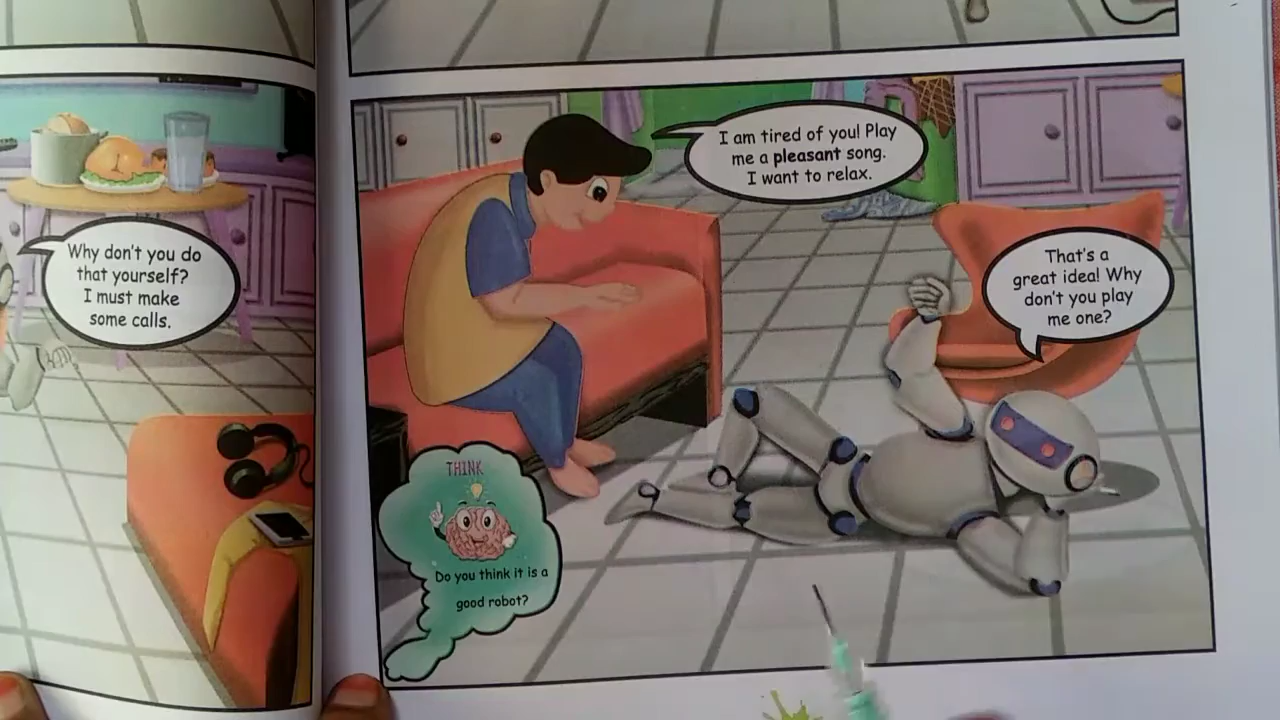 Why don't you do
that yourself?
I must make
some calls.
I am tired of you! Play
me a pleasant song.
I want to relax.
That's a
great idea! Why
don't you play
me one?
THINK
Do you think it is a
good robot?